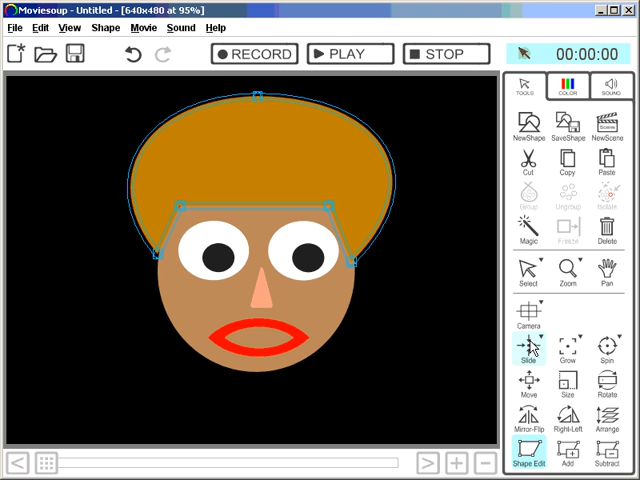 Moviesoup - Untitled - [640x480 at 95%]
File Edit View Shape Movie Sound Help
RECORD PLAY STOP 00:00:00
TOOLS COLOR SOUND
NewShape SaveShape NewScene
Scene
Cut Copy Paste
Group Ungroup Isolate
Magic Freeze Delete
Select Zoom Pan
Camera
Slide Grow Spin
Move Size Rotate
Mirror-Flip Right-Left Arrange
Shape Edit Add Subtract